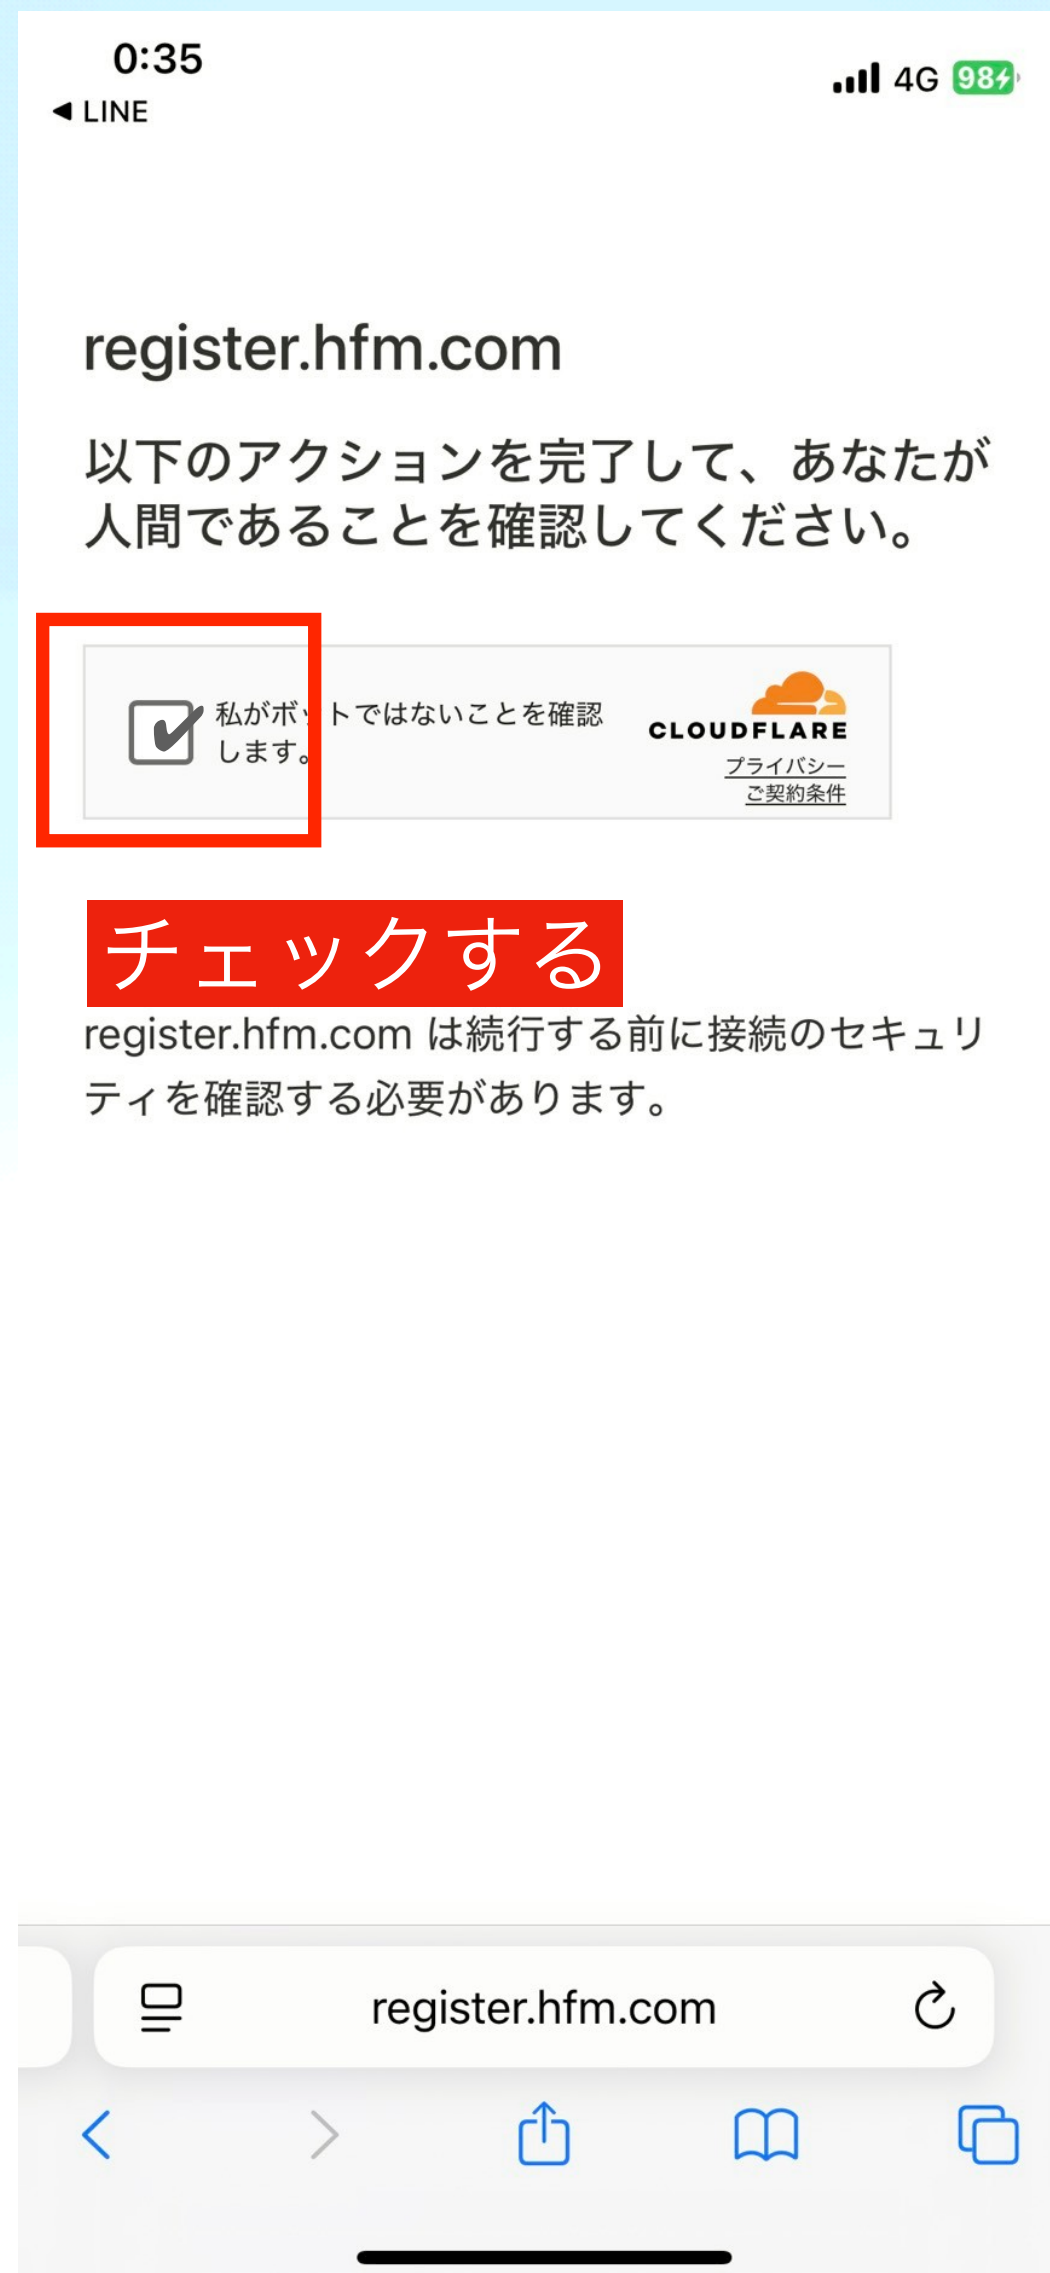 0:35
4G 98
◀ LINE
register.hfm.com
以下のアクションを完了して、あなたが
人間であることを確認してください。
私がボットではないことを確認
します。
CLOUDFLARE
プライバシー
ご契約条件
チェックする
register.hfm.com は続行する前に接続のセキュリ
ティを確認する必要があります。
register.hfm.com